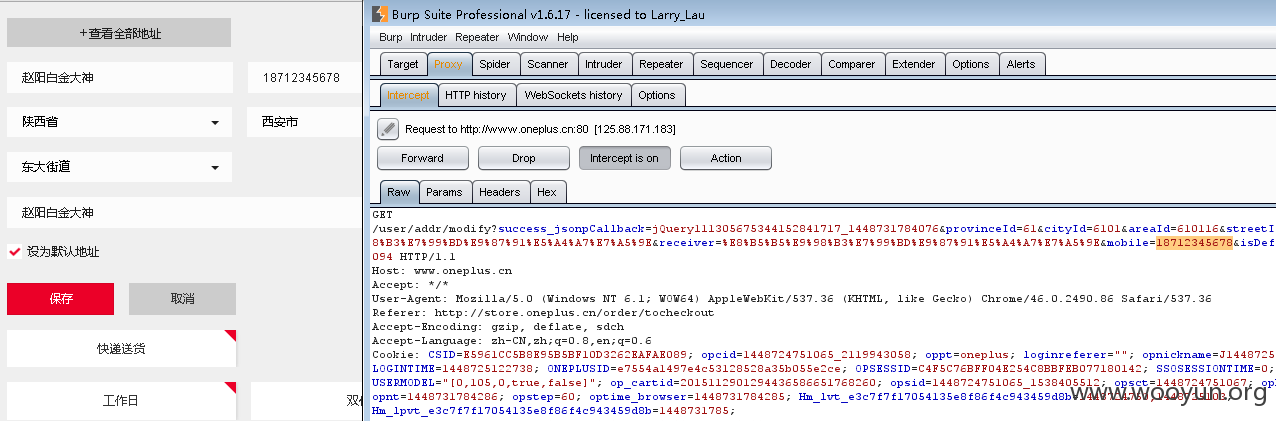 +查看全部地址
赵阳白金大神
18712345678
陕西省
西安市
东大街道
赵阳白金大神
设为默认地址
保存
取消
快递送货
工作日
Burp Suite Professional v1.6.17 - licensed to Larry_Lau
Burp Intruder Repeater Window Help
Target Proxy Spider Scanner Intruder Repeater Sequencer Decoder Comparer Extender Options Alerts
Intercept HTTP history WebSockets history Options
Request to http://www.oneplus.cn:80 [125.88.171.183]
Forward Drop Intercept is on Action
Raw Params Headers Hex
GET
/user/addr/modify?success_jsonpCallback=jQuery111305675344152841717_1448731784076&provinceId=61&cityId=6101&areaId=610116&streetI
8%B3%E7%99%BD%E9%87%91%E5%A4%A7%E7%A5%9E&receiver=%E8%B5%B5%E9%98%B3%E7%99%BD%E9%87%91%E5%A4%A7%E7%A5%9E&mobile=18712345678&isDef
094 HTTP/1.1
Host: www.oneplus.cn
Accept: */*
User-Agent: Mozilla/5.0 (Windows NT 6.1; WOW64) AppleWebKit/537.36 (KHTML, like Gecko) Chrome/46.0.2490.86 Safari/537.36
Referer: http://store.oneplus.cn/order/tocheckout
Accept-Encoding: gzip, deflate, sdch
Accept-Language: zh-CN,zh;q=0.8,en;q=0.6
Cookie: CSID=E5961CC5B8E95B5BF10D3262EAFAE089; opcid=1448724751065_2119943058; oppt=oneplus; loginreferer=""; opnickname=J1448725
LOGINTIME=1448725122738; ONEPLUSID=e7554a1497e4c53128528a35b055e2ce; OPSESSID=C4F5C76BFF04E254C8BBFEB077180142; SSOSESSIONTIME=0;
USERMODEL="[0,105,0,true,false]"; op_cartid=20151129012944365866517682​60; opsid=1448724751065_1538405512; opsct=1448724751067; op
opnt=1448731784286; opstep=60; optime_browser=1448731784285; Hm_lvt_e3c7f7f17054135e8f86f4c943459d8b=
Hm_lpvt_e3c7f7f17054135e8f86f4c943459d8b=1448731785;
www.wooyun.org